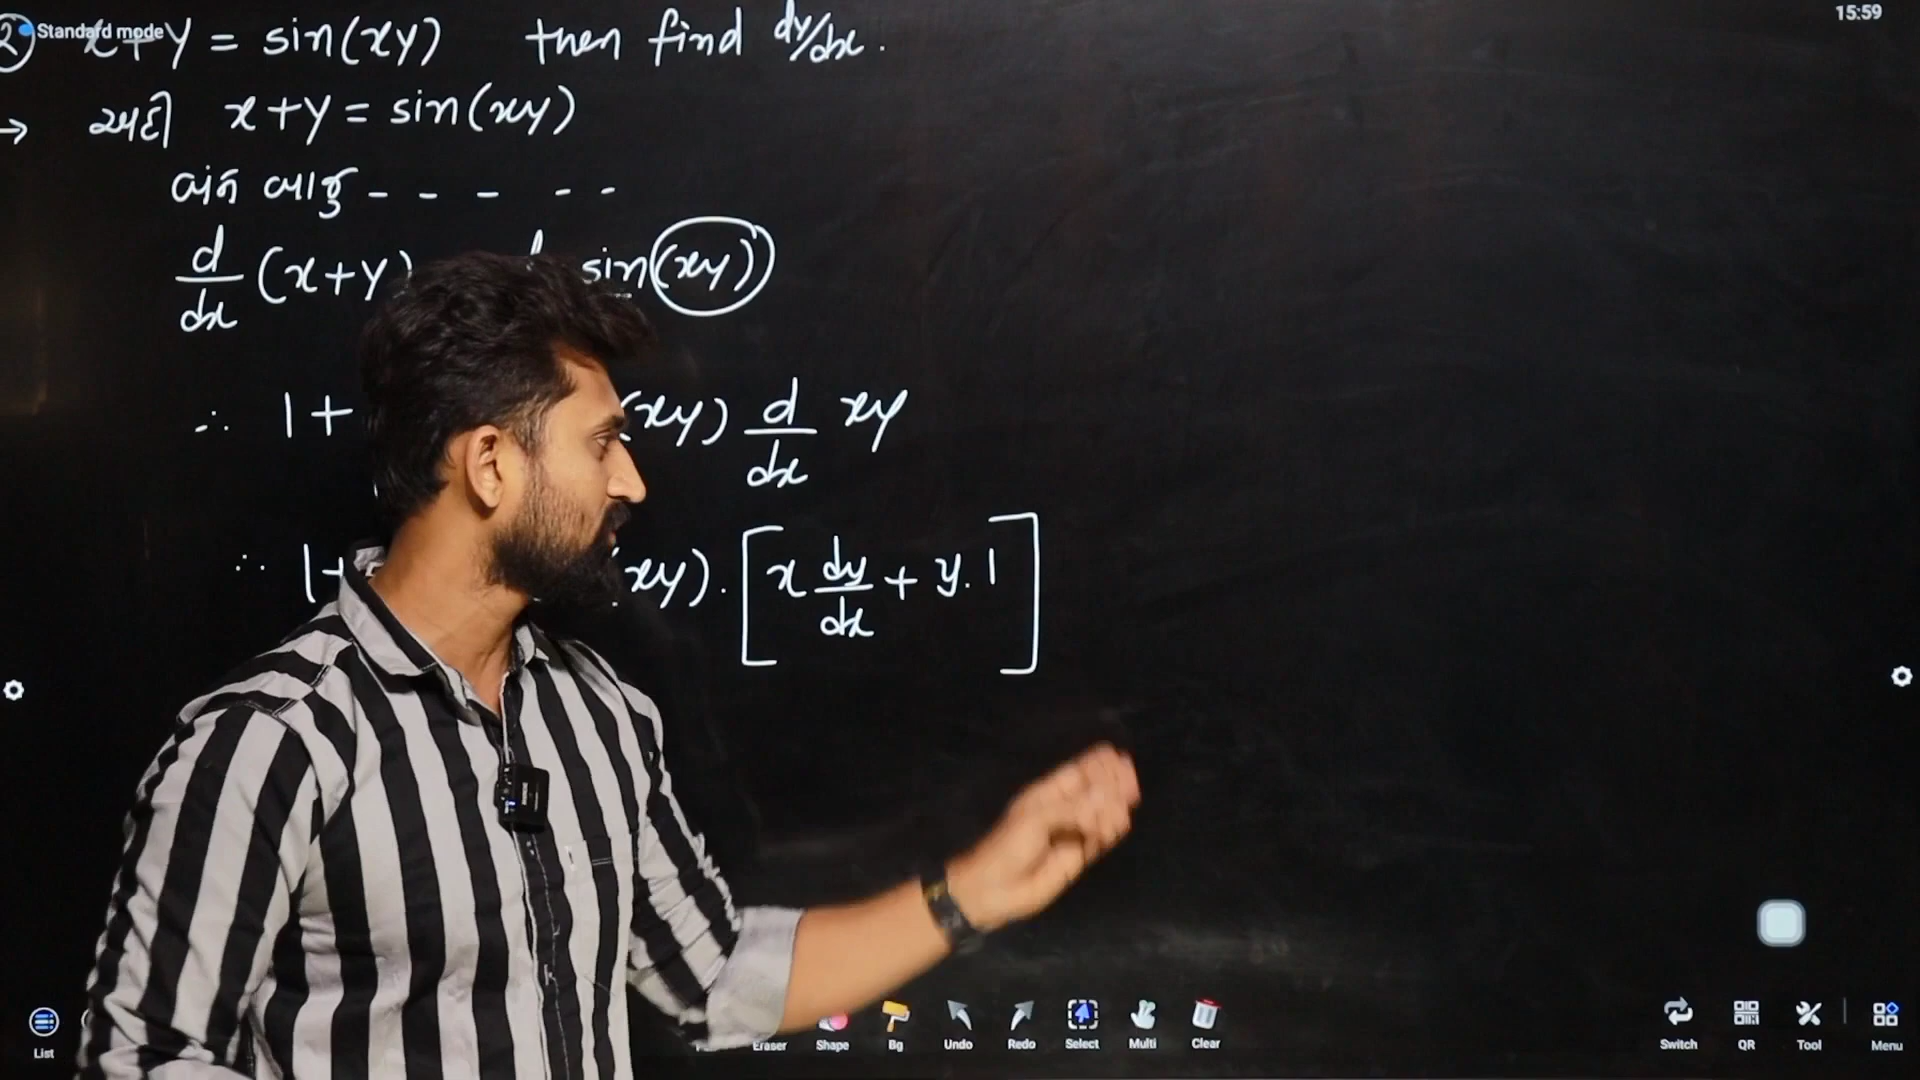 15:59
Standard mode
② x+y = sin(xy) then find dy/dx.
→ અહીં x+y = sin(xy)
બંને બાજુ - - - - -
d/dx (x+y) sin(xy)
∴ 1+ (xy) d/dx xy
∴ 1+ (xy). [x dy/dx + y.1]
List Eraser Shape Bg Undo Redo Select Multi Clear Switch QR Tool Menu